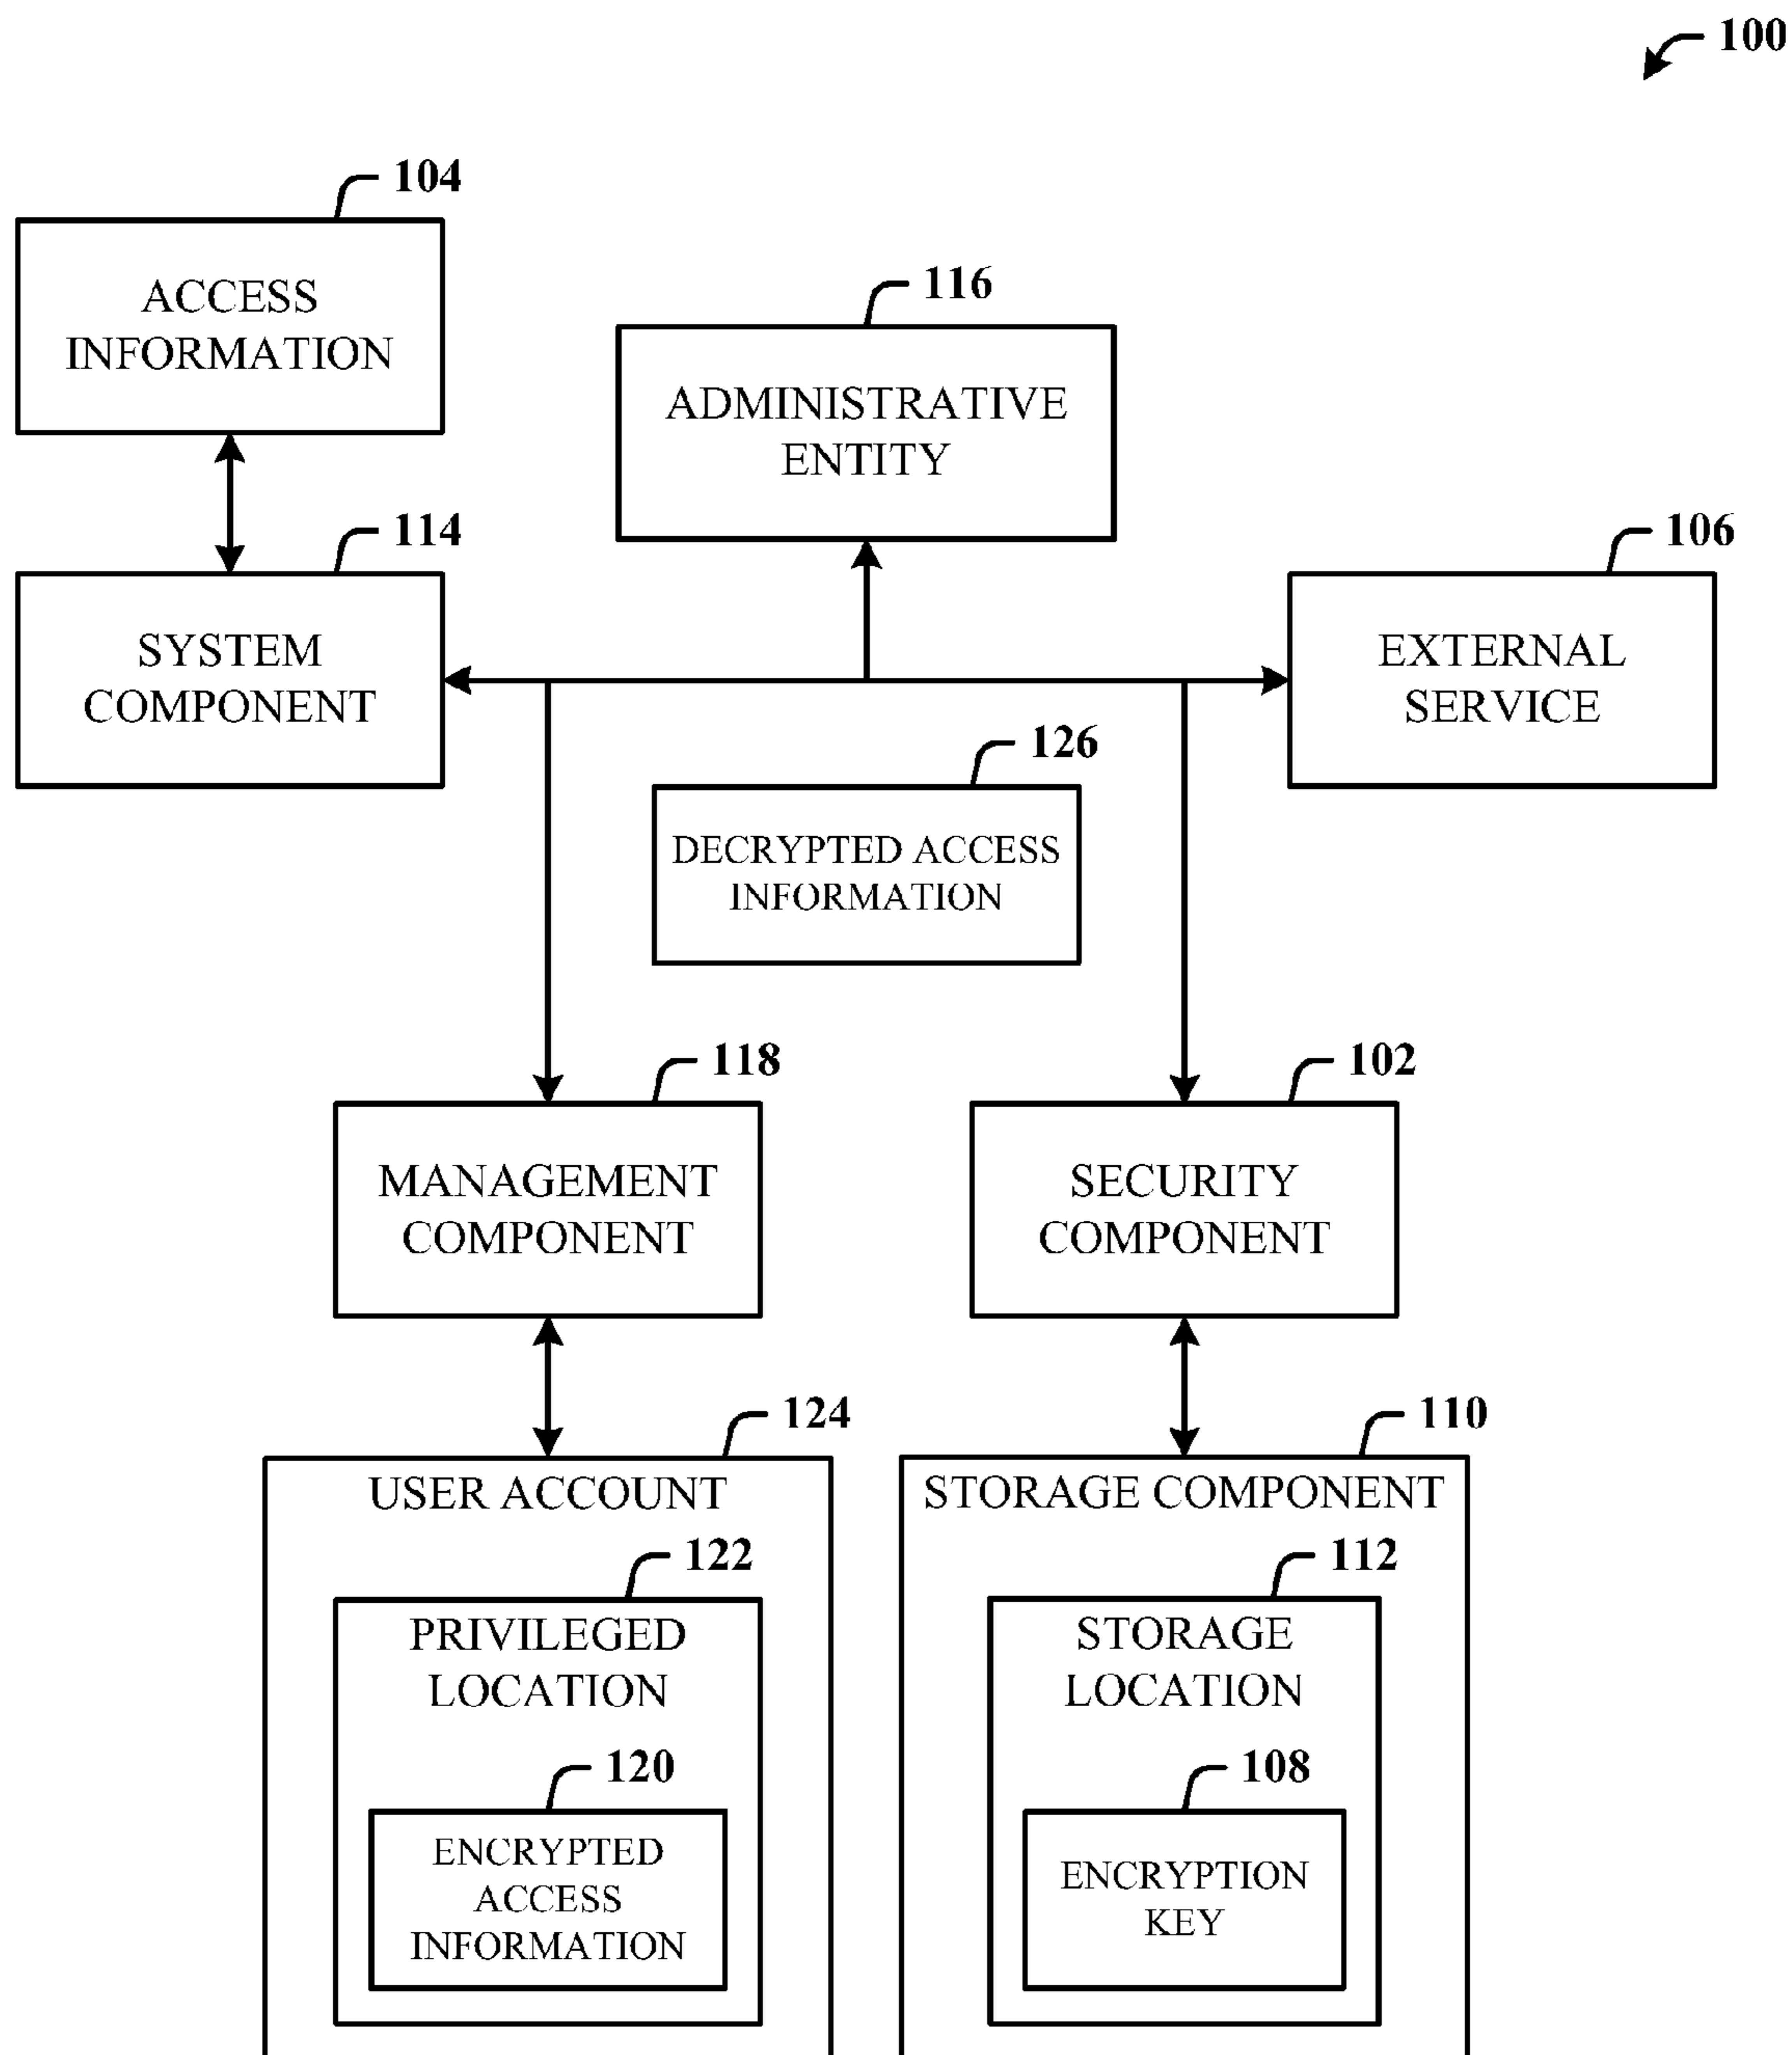 100
104
ACCESS
INFORMATION
116
ADMINISTRATIVE
ENTITY
114
SYSTEM
COMPONENT
106
EXTERNAL
SERVICE
126
DECRYPTED ACCESS
INFORMATION
118
MANAGEMENT
COMPONENT
102
SECURITY
COMPONENT
124
USER ACCOUNT
122
PRIVILEGED
LOCATION
120
ENCRYPTED
ACCESS
INFORMATION
110
STORAGE COMPONENT
112
STORAGE
LOCATION
108
ENCRYPTION
KEY